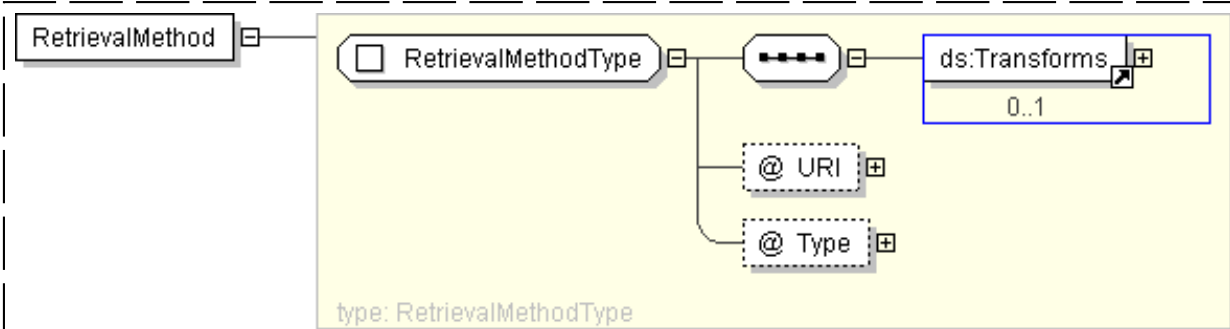 RetrievalMethod
RetrievalMethodType
ds:Transforms
0..1
@ URI
@ Type
type: RetrievalMethodType